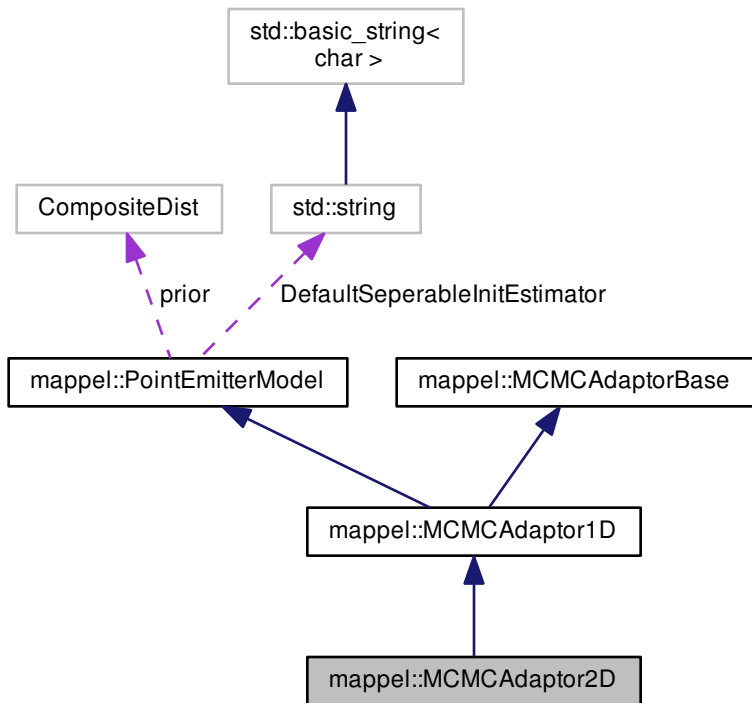 std::basic_string<
char >
CompositeDist
std::string
prior
DefaultSeperableInitEstimator
mappel::PointEmitterModel
mappel::MCMCAdaptorBase
mappel::MCMCAdaptor1D
mappel::MCMCAdaptor2D